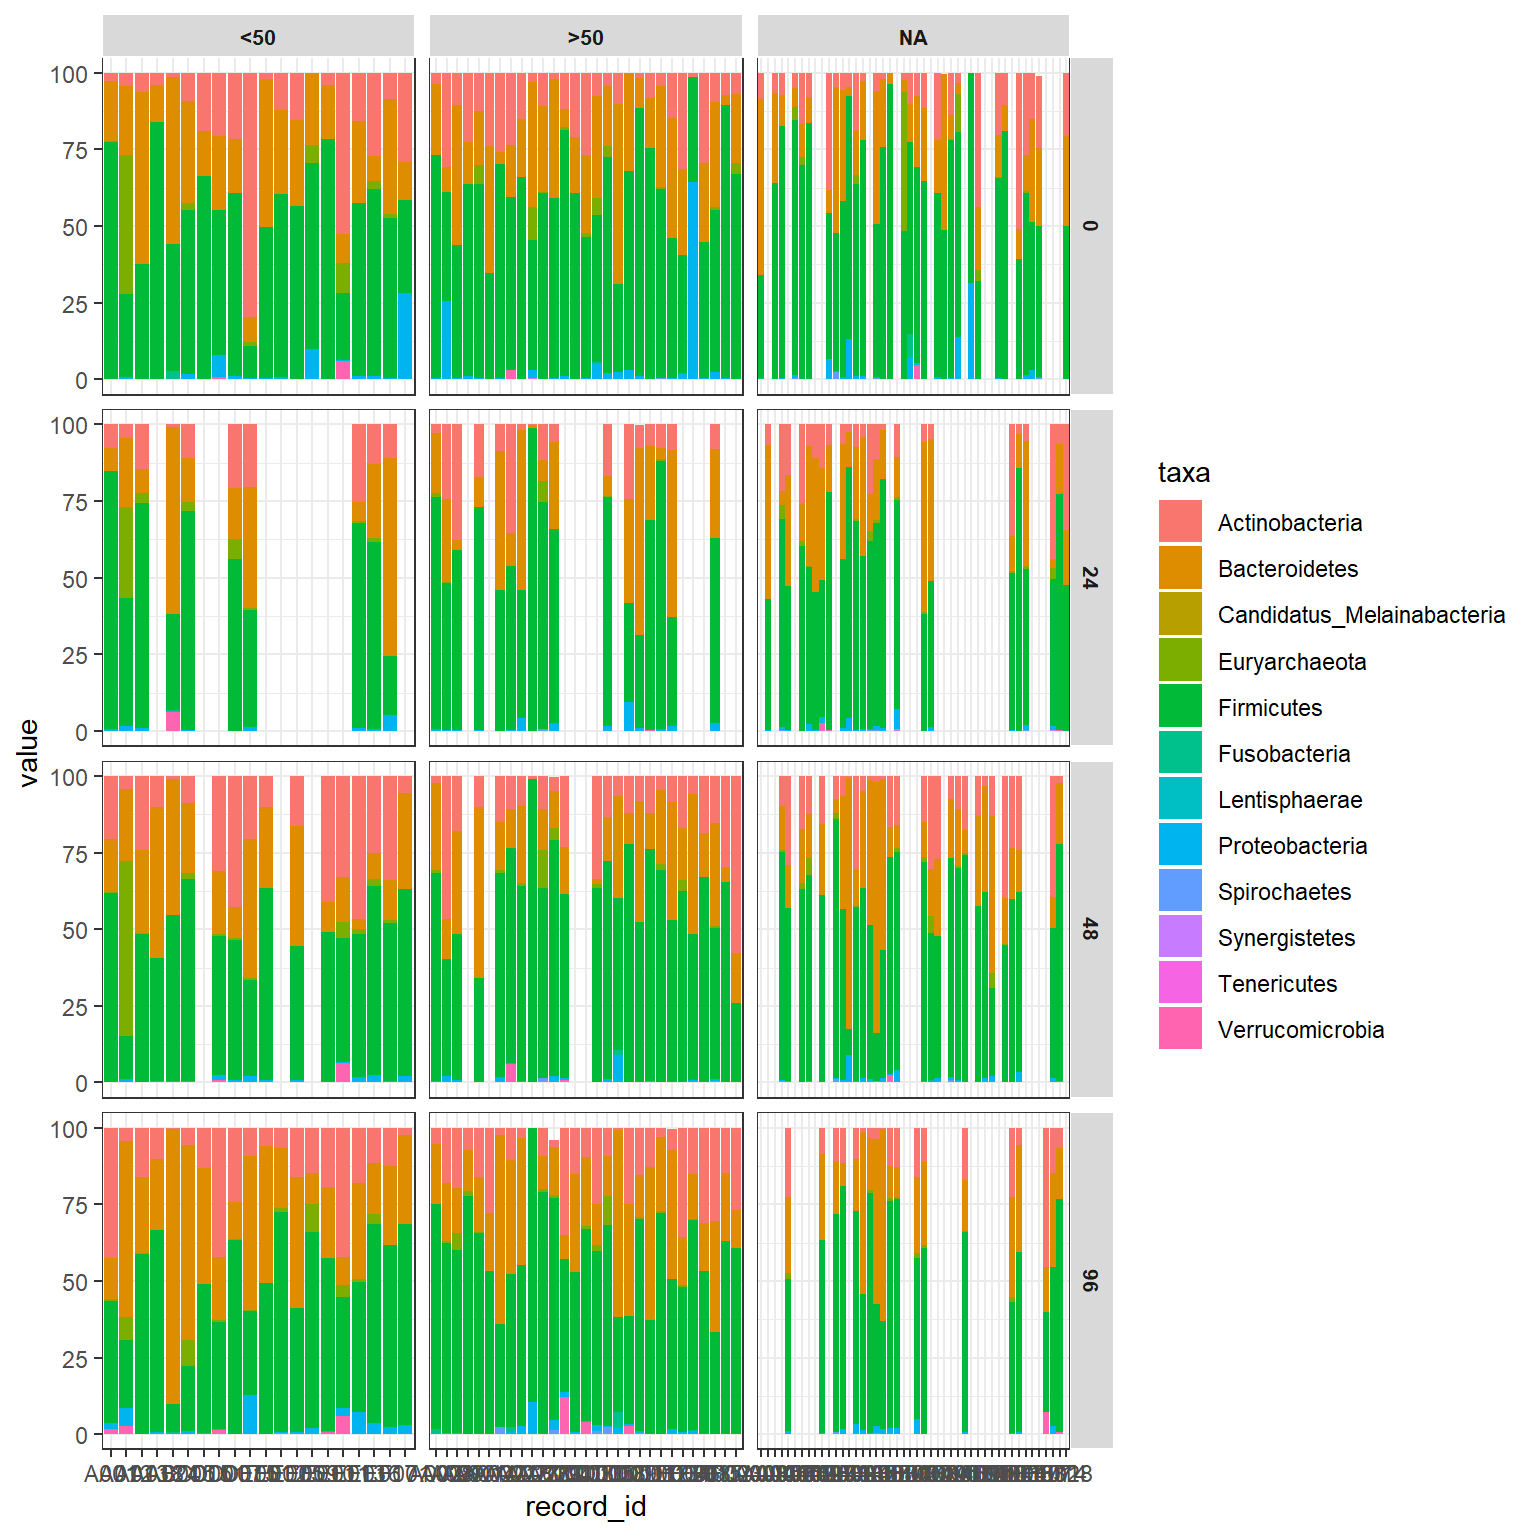 <50 >50 NA
100
75
50
25
0
0
100
75
50
25
0
24
100
75
50
25
0
48
100
75
50
25
0
96
value
record_id
taxa
Actinobacteria
Bacteroidetes
Candidatus_Melainabacteria
Euryarchaeota
Firmicutes
Fusobacteria
Lentisphaerae
Proteobacteria
Spirochaetes
Synergistetes
Tenericutes
Verrucomicrobia